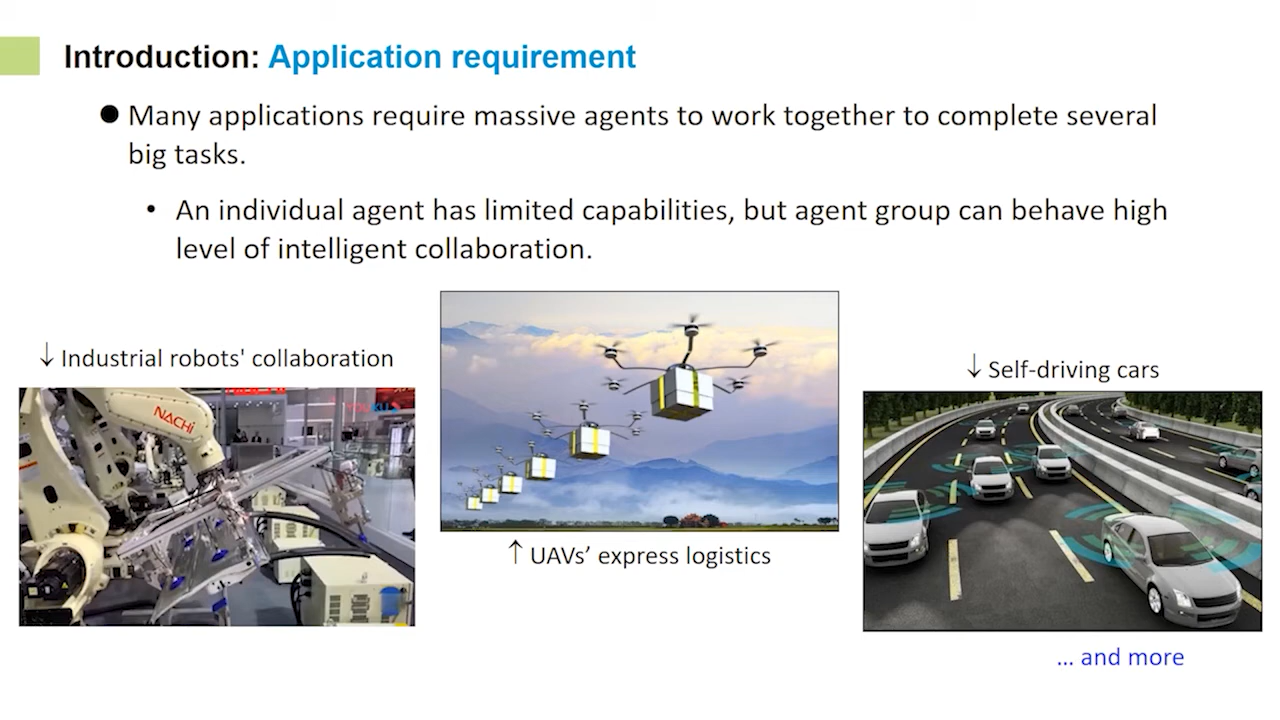 Introduction: Application requirement
● Many applications require massive agents to work together to complete several
big tasks.
• An individual agent has limited capabilities, but agent group can behave high
level of intelligent collaboration.
↓ Industrial robots' collaboration
NACHI
↑ UAVs’ express logistics
↓ Self-driving cars
... and more